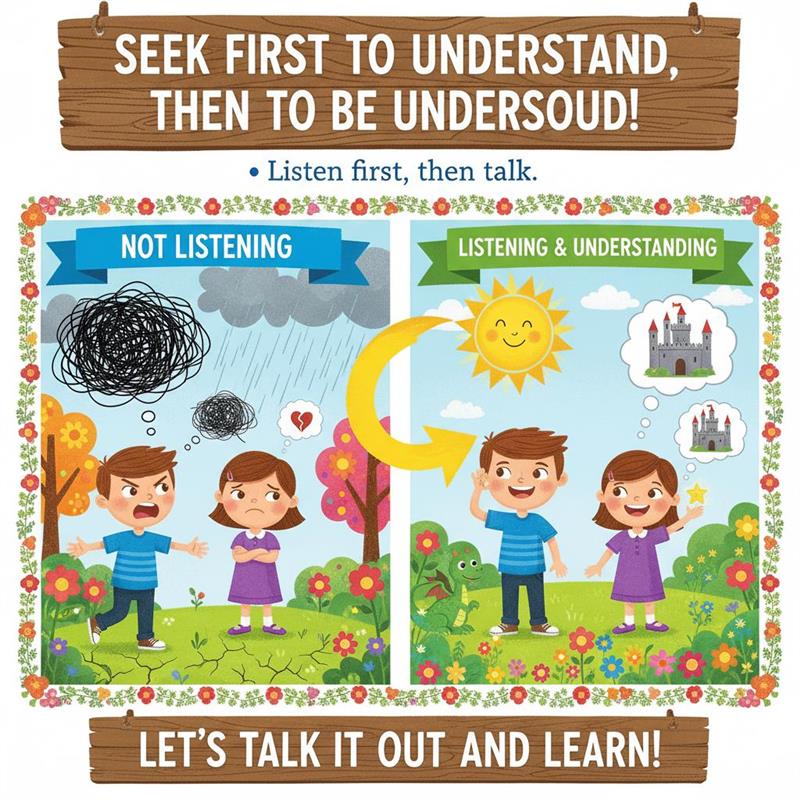 SEEK FIRST TO UNDERSTAND,
THEN TO BE UNDERSOUD!
• Listen first, then talk.
NOT LISTENING
LISTENING & UNDERSTANDING
LET'S TALK IT OUT AND LEARN!